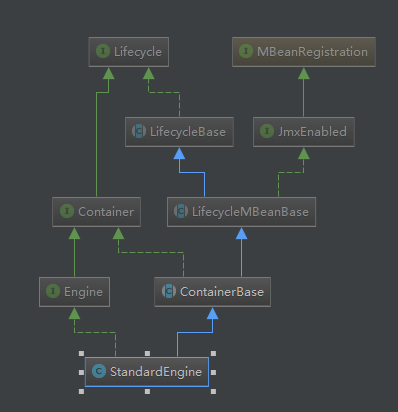 I Lifecycle
I MBeanRegistration
C LifecycleBase
I JmxEnabled
I Container
C LifecycleMBeanBase
I Engine
C ContainerBase
C StandardEngine